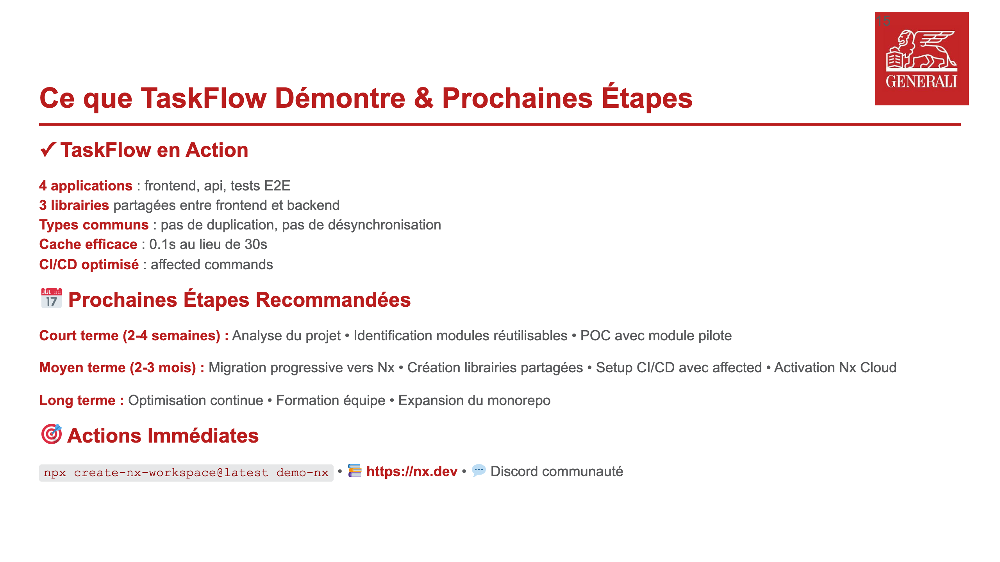 15
GENERALI
Ce que TaskFlow Démontre & Prochaines Étapes
✓ TaskFlow en Action
4 applications : frontend, api, tests E2E
3 librairies partagées entre frontend et backend
Types communs : pas de duplication, pas de désynchronisation
Cache efficace : 0.1s au lieu de 30s
CI/CD optimisé : affected commands
JUL
17
Prochaines Étapes Recommandées
Court terme (2-4 semaines) : Analyse du projet • Identification modules réutilisables • POC avec module pilote
Moyen terme (2-3 mois) : Migration progressive vers Nx • Création librairies partagées • Setup CI/CD avec affected • Activation Nx Cloud
Long terme : Optimisation continue • Formation équipe • Expansion du monorepo
🎯 Actions Immédiates
npx create-nx-workspace@latest demo-nx • 📚 https://nx.dev • 💬 Discord communauté